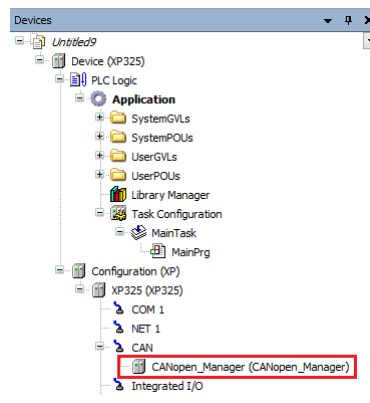 Devices
Untitled9
Device (XP325)
PLC Logic
Application
SystemGVLs
SystemPOUs
UserGVLs
UserPOUs
Library Manager
Task Configuration
MainTask
MainPrg
Configuration (XP)
XP325 (XP325)
COM 1
NET 1
CAN
CANopen_Manager (CANopen_Manager)
Integrated I/O